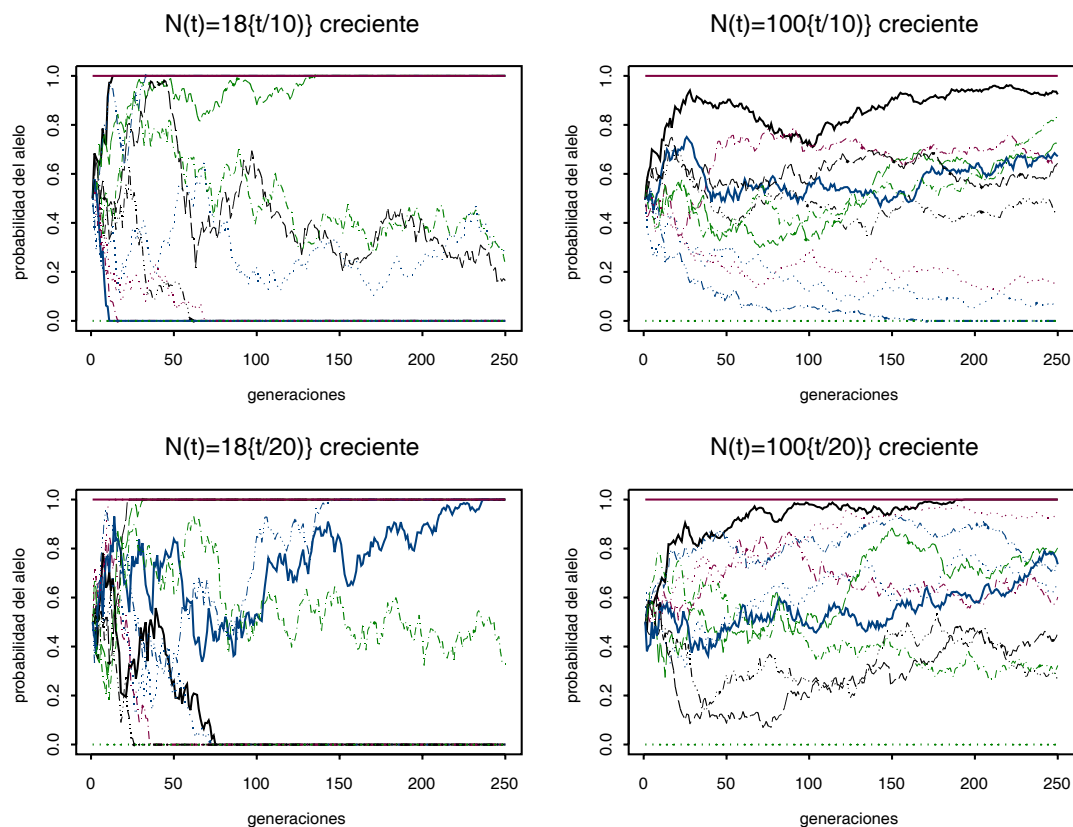 N(t)=18{t/10)} creciente
probabilidad del alelo
1.0
0.8
0.6
0.4
0.2
0.0
0 50 100 150 200 250
generaciones
N(t)=100{t/10)} creciente
probabilidad del alelo
1.0
0.8
0.6
0.4
0.2
0.0
0 50 100 150 200 250
generaciones
N(t)=18{t/20)} creciente
probabilidad del alelo
1.0
0.8
0.6
0.4
0.2
0.0
0 50 100 150 200 250
generaciones
N(t)=100{t/20)} creciente
probabilidad del alelo
1.0
0.8
0.6
0.4
0.2
0.0
0 50 100 150 200 250
generaciones